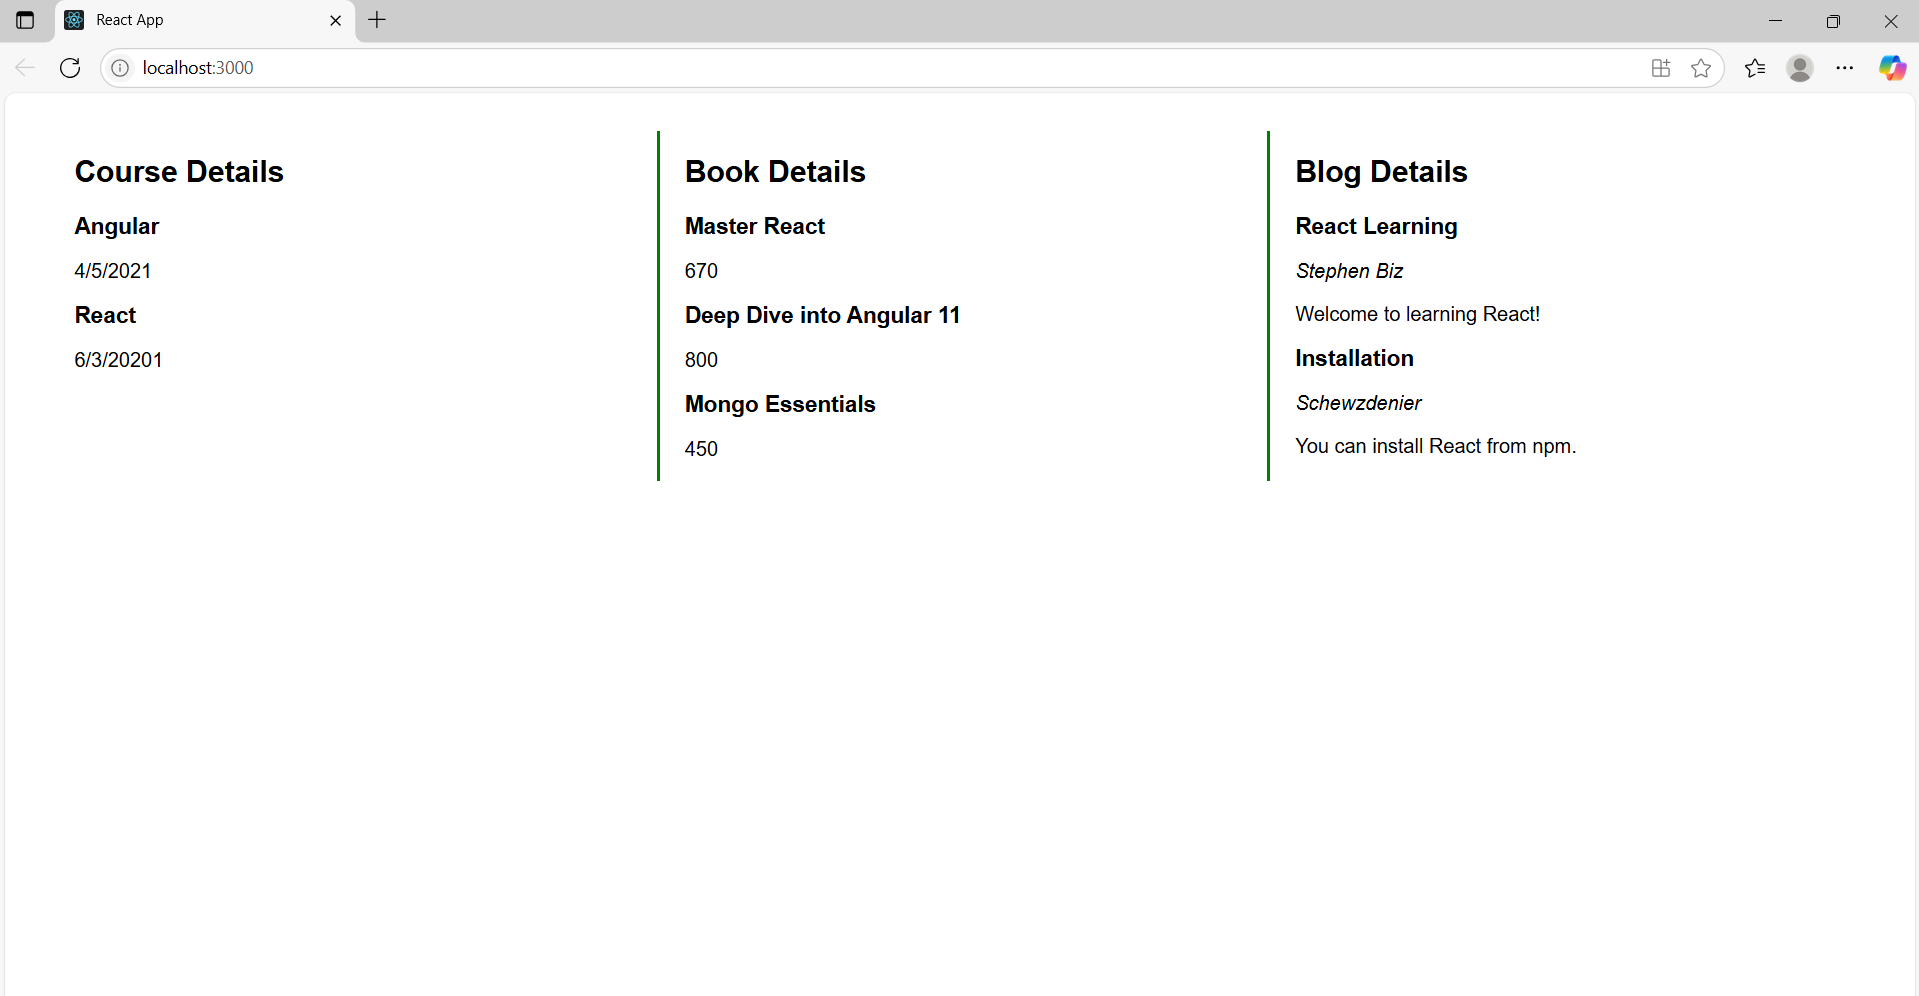 React App
localhost:3000
Course Details
Angular
4/5/2021
React
6/3/20201
Book Details
Master React
670
Deep Dive into Angular 11
800
Mongo Essentials
450
Blog Details
React Learning
Stephen Biz
Welcome to learning React!
Installation
Schewzdenier
You can install React from npm.